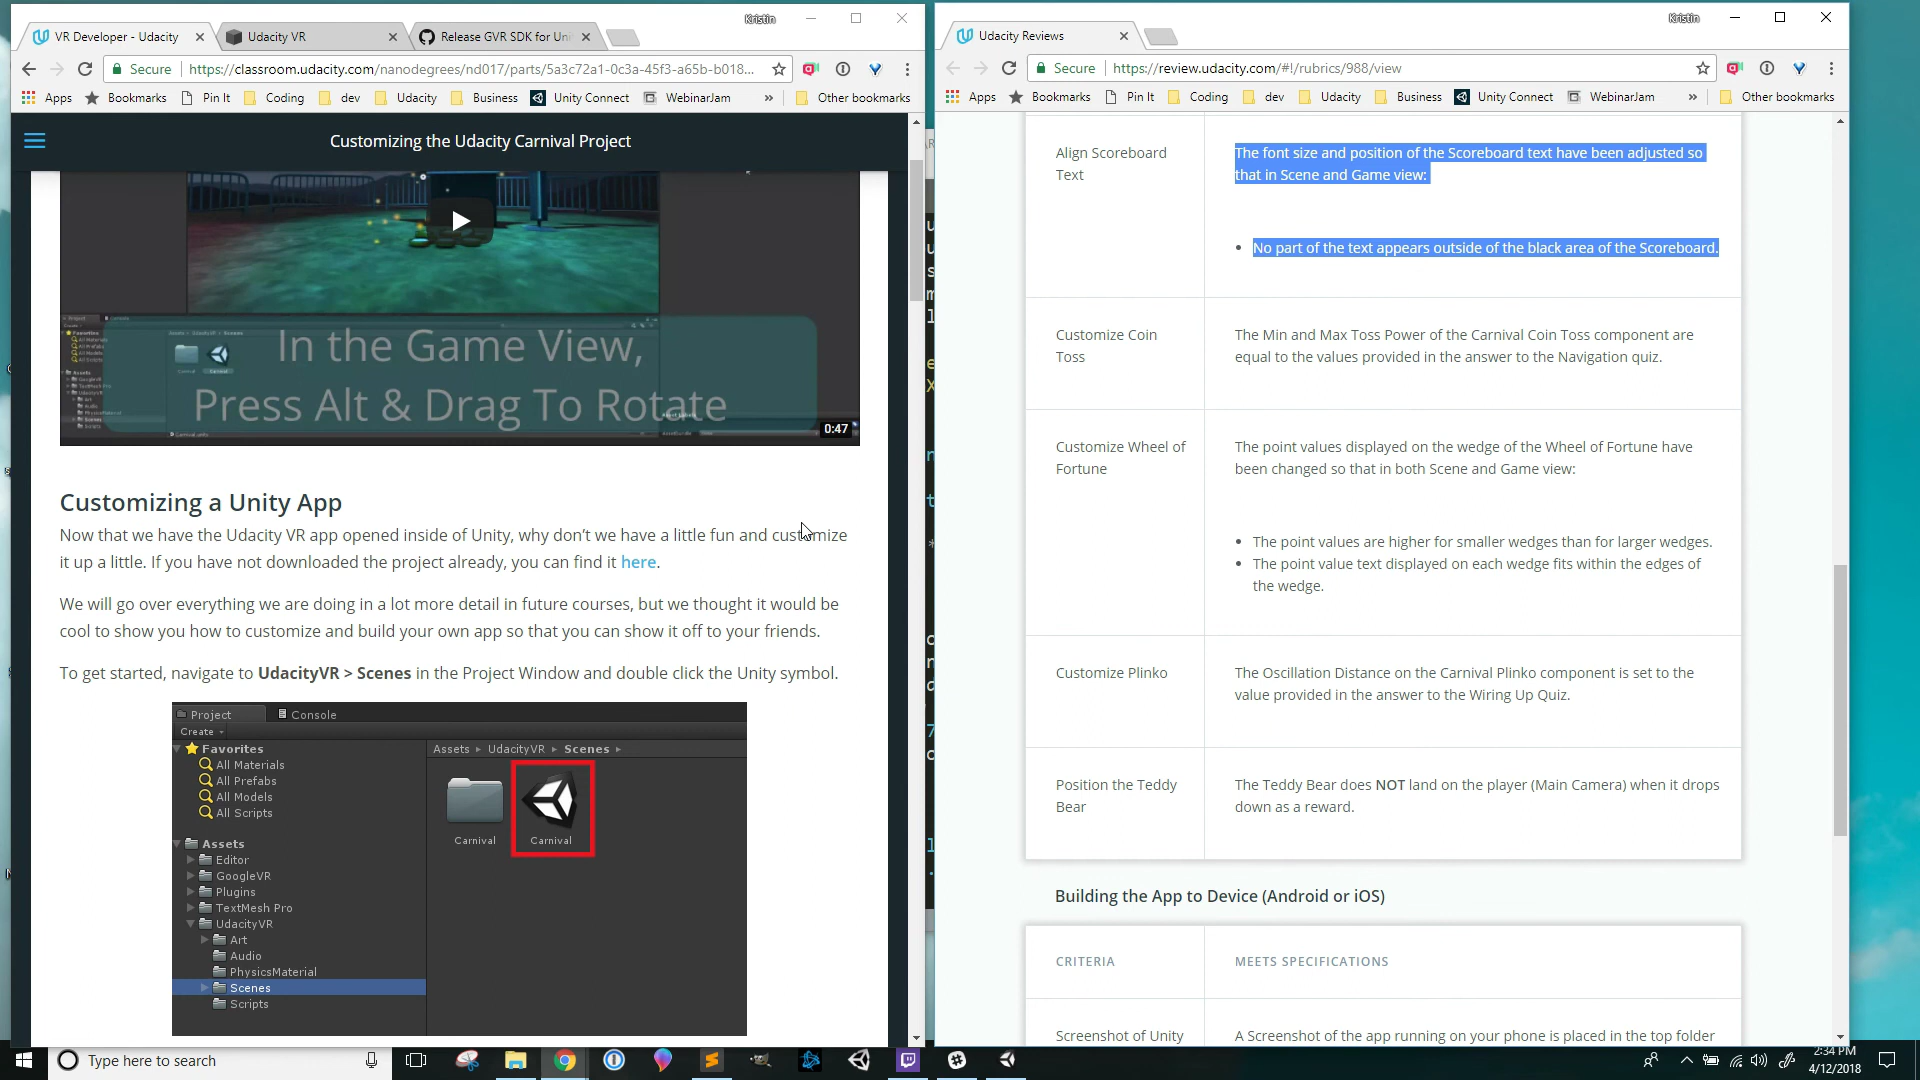 Kristin
VR Developer - Udacity
Udacity VR
Release GVR SDK for Uni
Secure
https://classroom.udacity.com/nanodegrees/nd017/parts/5a3c72a1-0c3a-45f3-a65b-b018...
Apps
Bookmarks
Pin It
Coding
dev
Udacity
Business
Unity Connect
WebinarJam
»
Other bookmarks
Customizing the Udacity Carnival Project
In the Game View,
Press Alt & Drag To Rotate
0:47
Customizing a Unity App
Now that we have the Udacity VR app opened inside of Unity, why don't we have a little fun and customize
it up a little. If you have not downloaded the project already, you can find it here.
We will go over everything we are doing in a lot more detail in future courses, but we thought it would be
cool to show you how to customize and build your own app so that you can show it off to your friends.
To get started, navigate to UdacityVR > Scenes in the Project Window and double click the Unity symbol.
Project
Console
Create
Favorites
All Materials
All Prefabs
All Models
All Scripts
Assets
Editor
GoogleVR
Plugins
TextMesh Pro
UdacityVR
Art
Audio
PhysicsMaterial
Scenes
Scripts
Assets ▸ UdacityVR ▸ Scenes ▸
Carnival
Carnival
Kristin
Udacity Reviews
Secure
https://review.udacity.com/#!/rubrics/988/view
Apps
Bookmarks
Pin It
Coding
dev
Udacity
Business
Unity Connect
WebinarJam
»
Other bookmarks
Align Scoreboard
Text
The font size and position of the Scoreboard text have been adjusted so
that in Scene and Game view:
• No part of the text appears outside of the black area of the Scoreboard.
Customize Coin
Toss
The Min and Max Toss Power of the Carnival Coin Toss component are
equal to the values provided in the answer to the Navigation quiz.
Customize Wheel of
Fortune
The point values displayed on the wedge of the Wheel of Fortune have
been changed so that in both Scene and Game view:
• The point values are higher for smaller wedges than for larger wedges.
• The point value text displayed on each wedge fits within the edges of
the wedge.
Customize Plinko
The Oscillation Distance on the Carnival Plinko component is set to the
value provided in the answer to the Wiring Up Quiz.
Position the Teddy
Bear
The Teddy Bear does NOT land on the player (Main Camera) when it drops
down as a reward.
Building the App to Device (Android or iOS)
CRITERIA
MEETS SPECIFICATIONS
Screenshot of Unity
A Screenshot of the app running on your phone is placed in the top folder
Type here to search
2:34 PM
4/12/2018